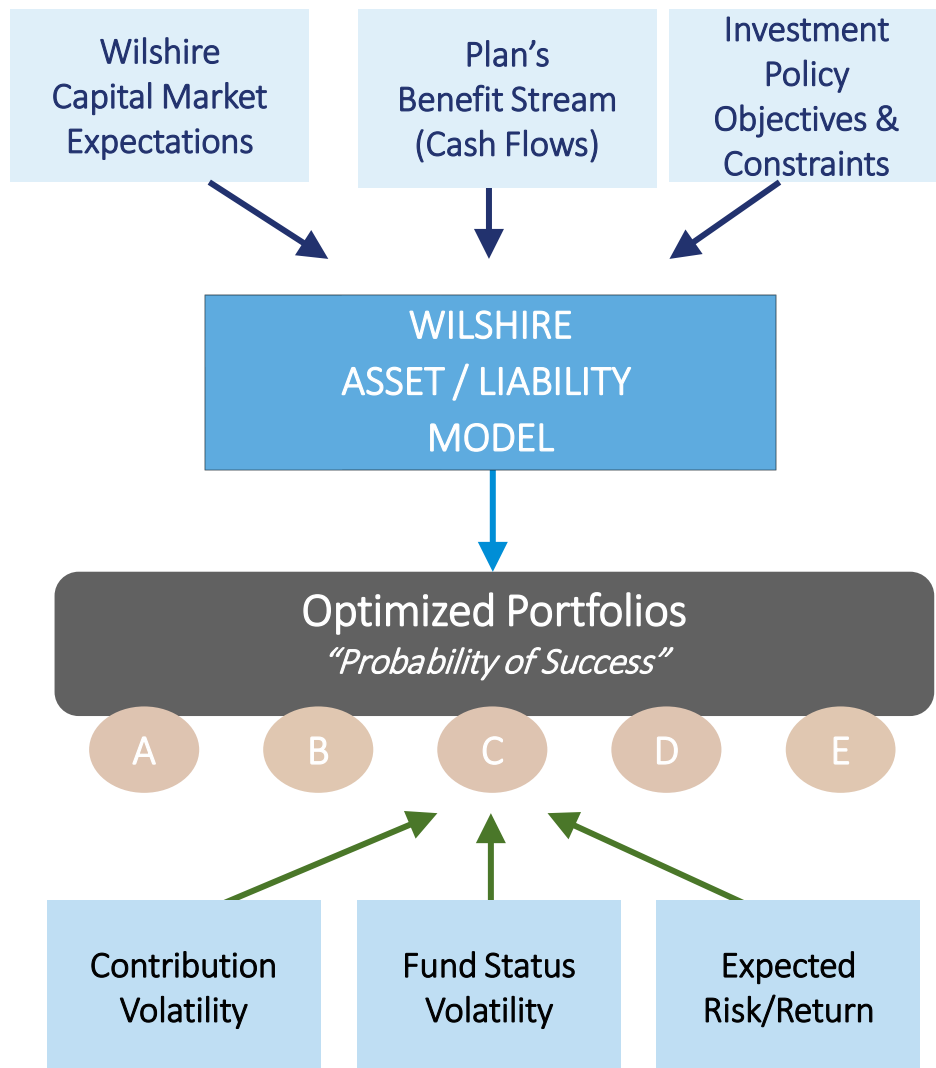 Wilshire
Capital Market
Expectations
Plan’s
Benefit Stream
(Cash Flows)
Investment
Policy
Objectives &
Constraints
WILSHIRE
ASSET / LIABILITY
MODEL
Optimized Portfolios
“Probability of Success”
A
B
C
D
E
Contribution
Volatility
Fund Status
Volatility
Expected
Risk/Return